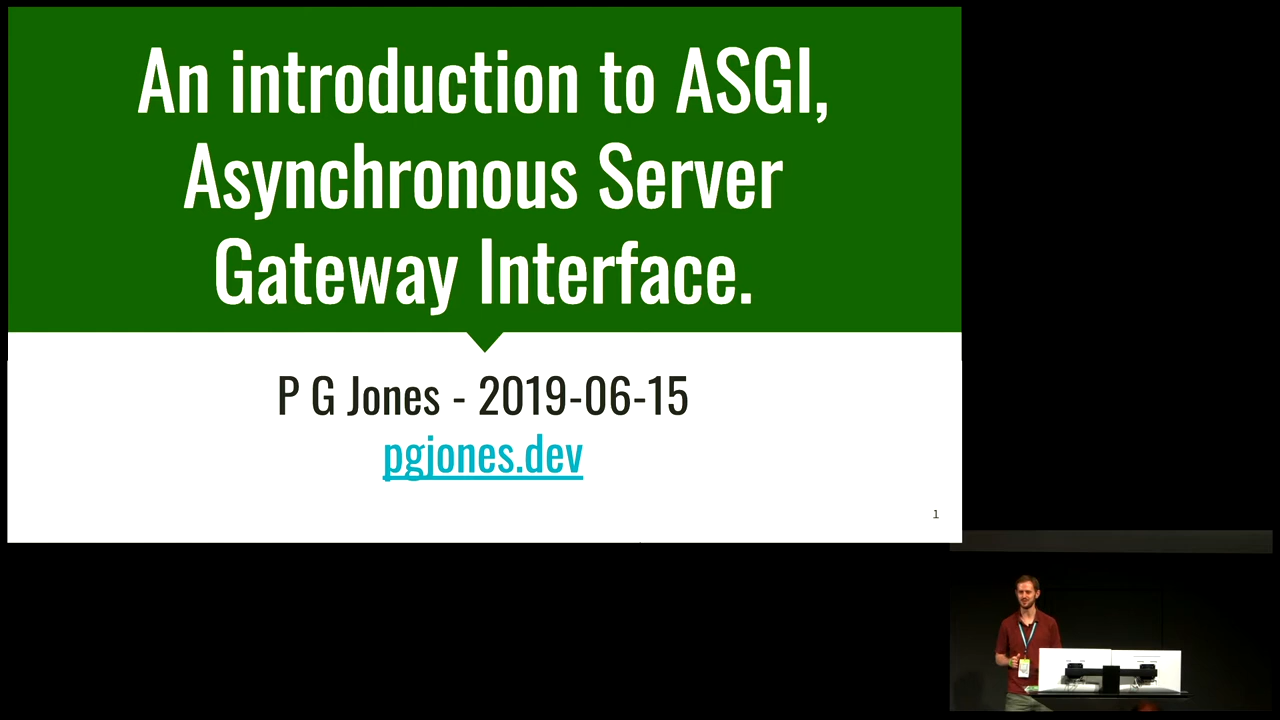 An introduction to ASGI,
Asynchronous Server
Gateway Interface.
P G Jones - 2019-06-15
pgjones.dev
1